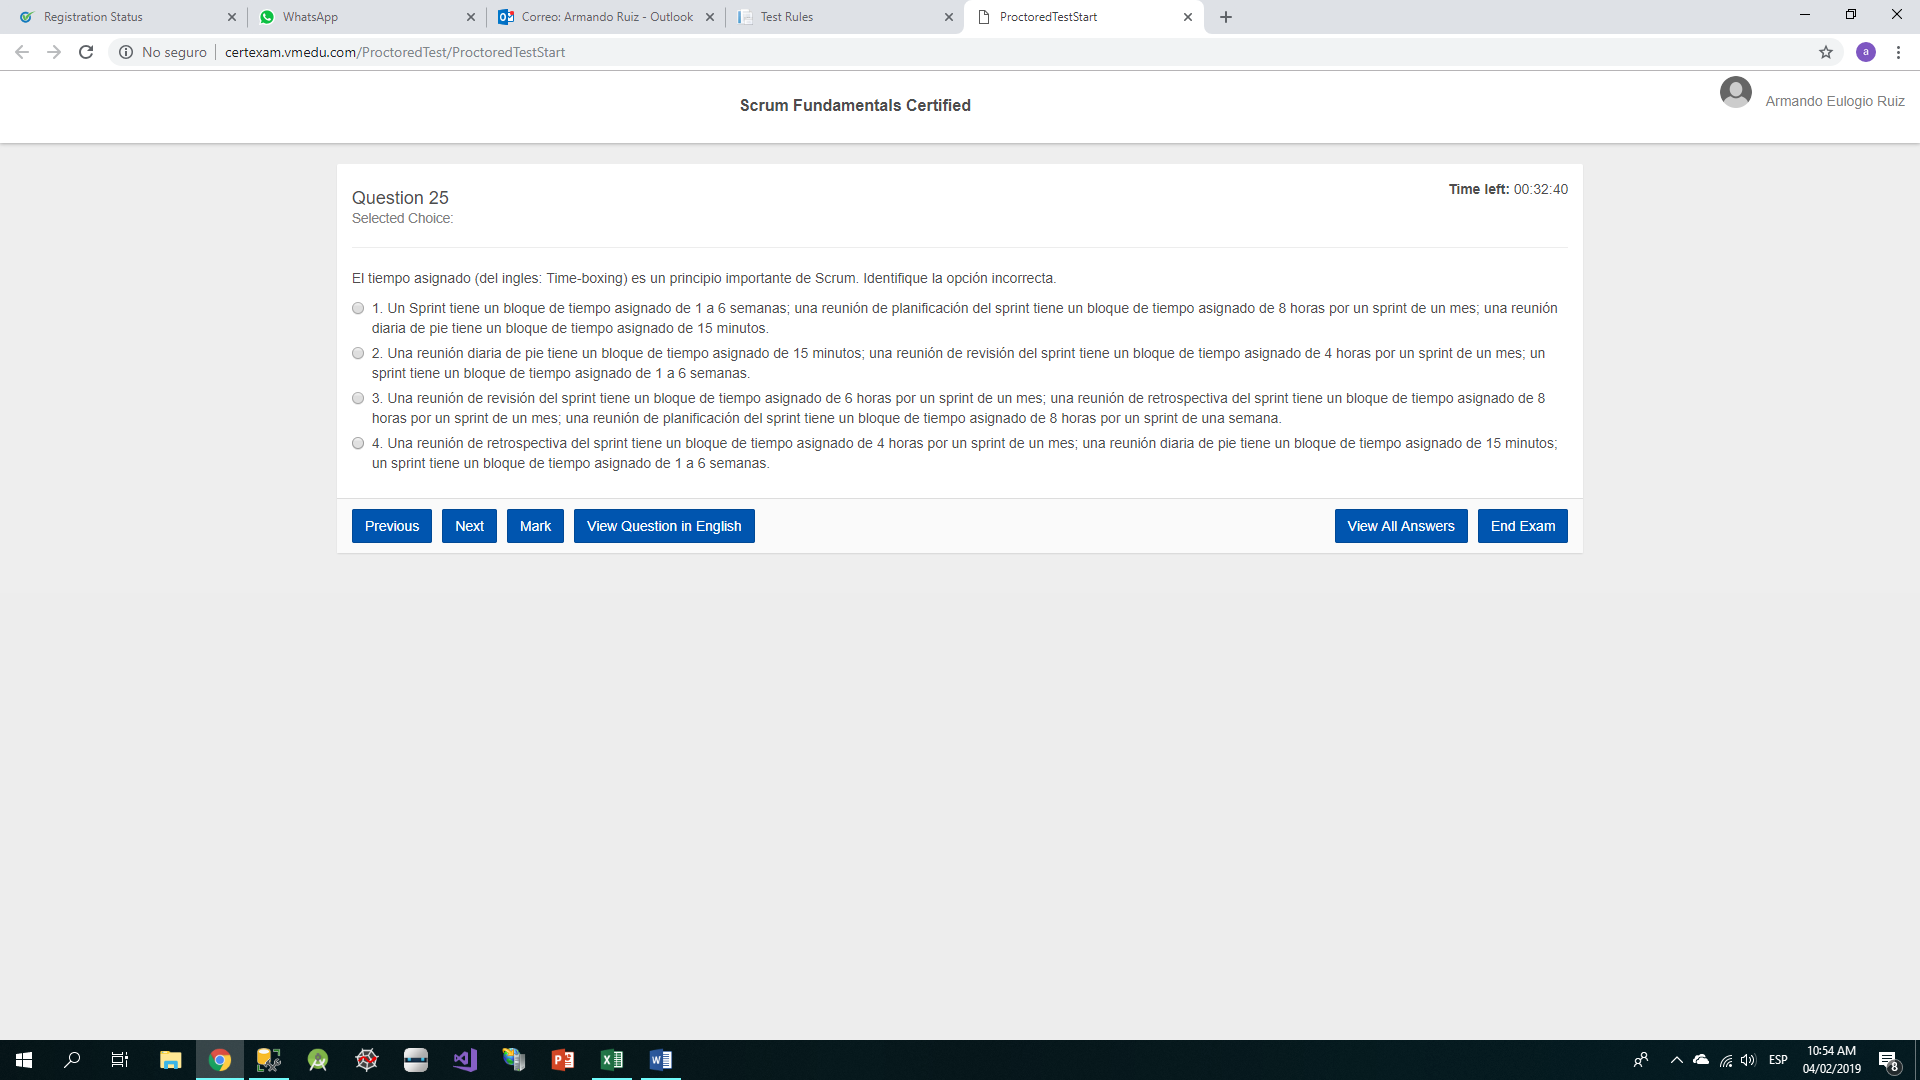 Registration Status
WhatsApp
Correo: Armando Ruiz - Outlook
Test Rules
ProctoredTestStart
No seguro
certexam.vmedu.com/ProctoredTest/ProctoredTestStart
a
Scrum Fundamentals Certified
Armando Eulogio Ruiz
Question 25
Time left: 00:32:40
Selected Choice:
El tiempo asignado (del ingles: Time-boxing) es un principio importante de Scrum. Identifique la opción incorrecta.
1. Un Sprint tiene un bloque de tiempo asignado de 1 a 6 semanas; una reunión de planificación del sprint tiene un bloque de tiempo asignado de 8 horas por un sprint de un mes; una reunión
diaria de pie tiene un bloque de tiempo asignado de 15 minutos.
2. Una reunión diaria de pie tiene un bloque de tiempo asignado de 15 minutos; una reunión de revisión del sprint tiene un bloque de tiempo asignado de 4 horas por un sprint de un mes; un
sprint tiene un bloque de tiempo asignado de 1 a 6 semanas.
3. Una reunión de revisión del sprint tiene un bloque de tiempo asignado de 6 horas por un sprint de un mes; una reunión de retrospectiva del sprint tiene un bloque de tiempo asignado de 8
horas por un sprint de un mes; una reunión de planificación del sprint tiene un bloque de tiempo asignado de 8 horas por un sprint de una semana.
4. Una reunión de retrospectiva del sprint tiene un bloque de tiempo asignado de 4 horas por un sprint de un mes; una reunión diaria de pie tiene un bloque de tiempo asignado de 15 minutos;
un sprint tiene un bloque de tiempo asignado de 1 a 6 semanas.
Previous
Next
Mark
View Question in English
View All Answers
End Exam
ESP
10:54 AM
04/02/2019
8